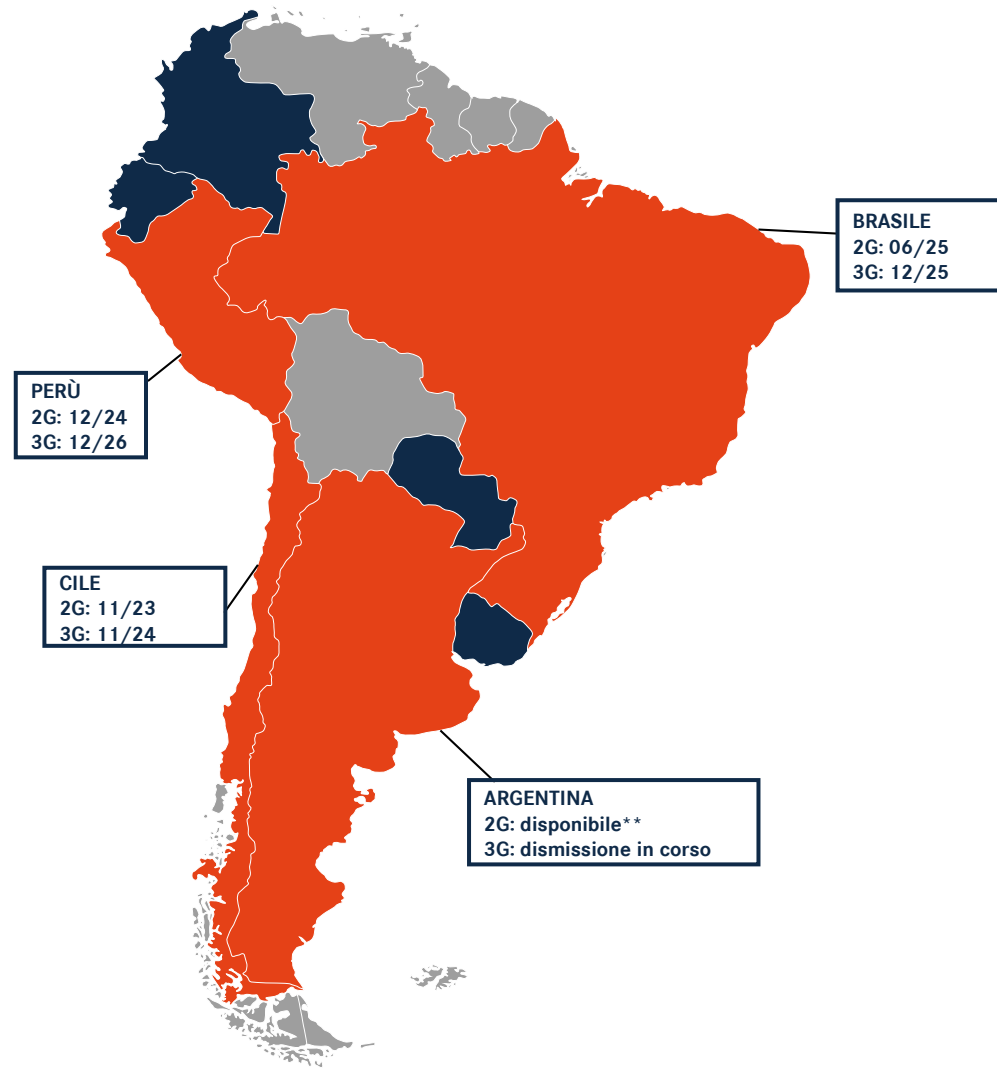 BRASILE
2G: 06/25
3G: 12/25
PERÙ
2G: 12/24
3G: 12/26
CILE
2G: 11/23
3G: 11/24
ARGENTINA
2G: disponibile**
3G: dismissione in corso